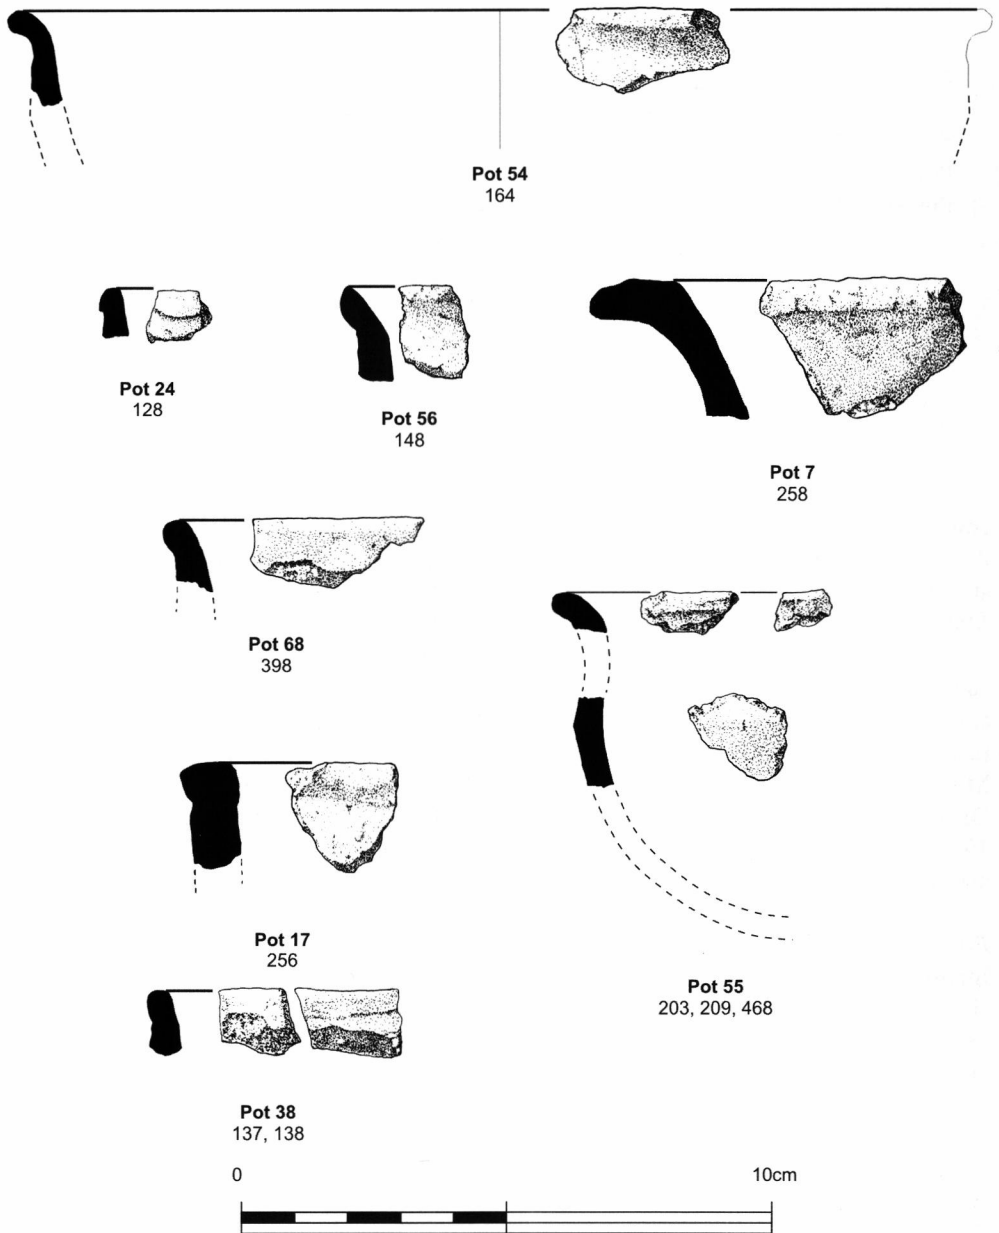 Pot 54
164
Pot 24
128
Pot 56
148
Pot 7
258
Pot 68
398
Pot 17
256
Pot 55
203, 209, 468
Pot 38
137, 138
0
10cm